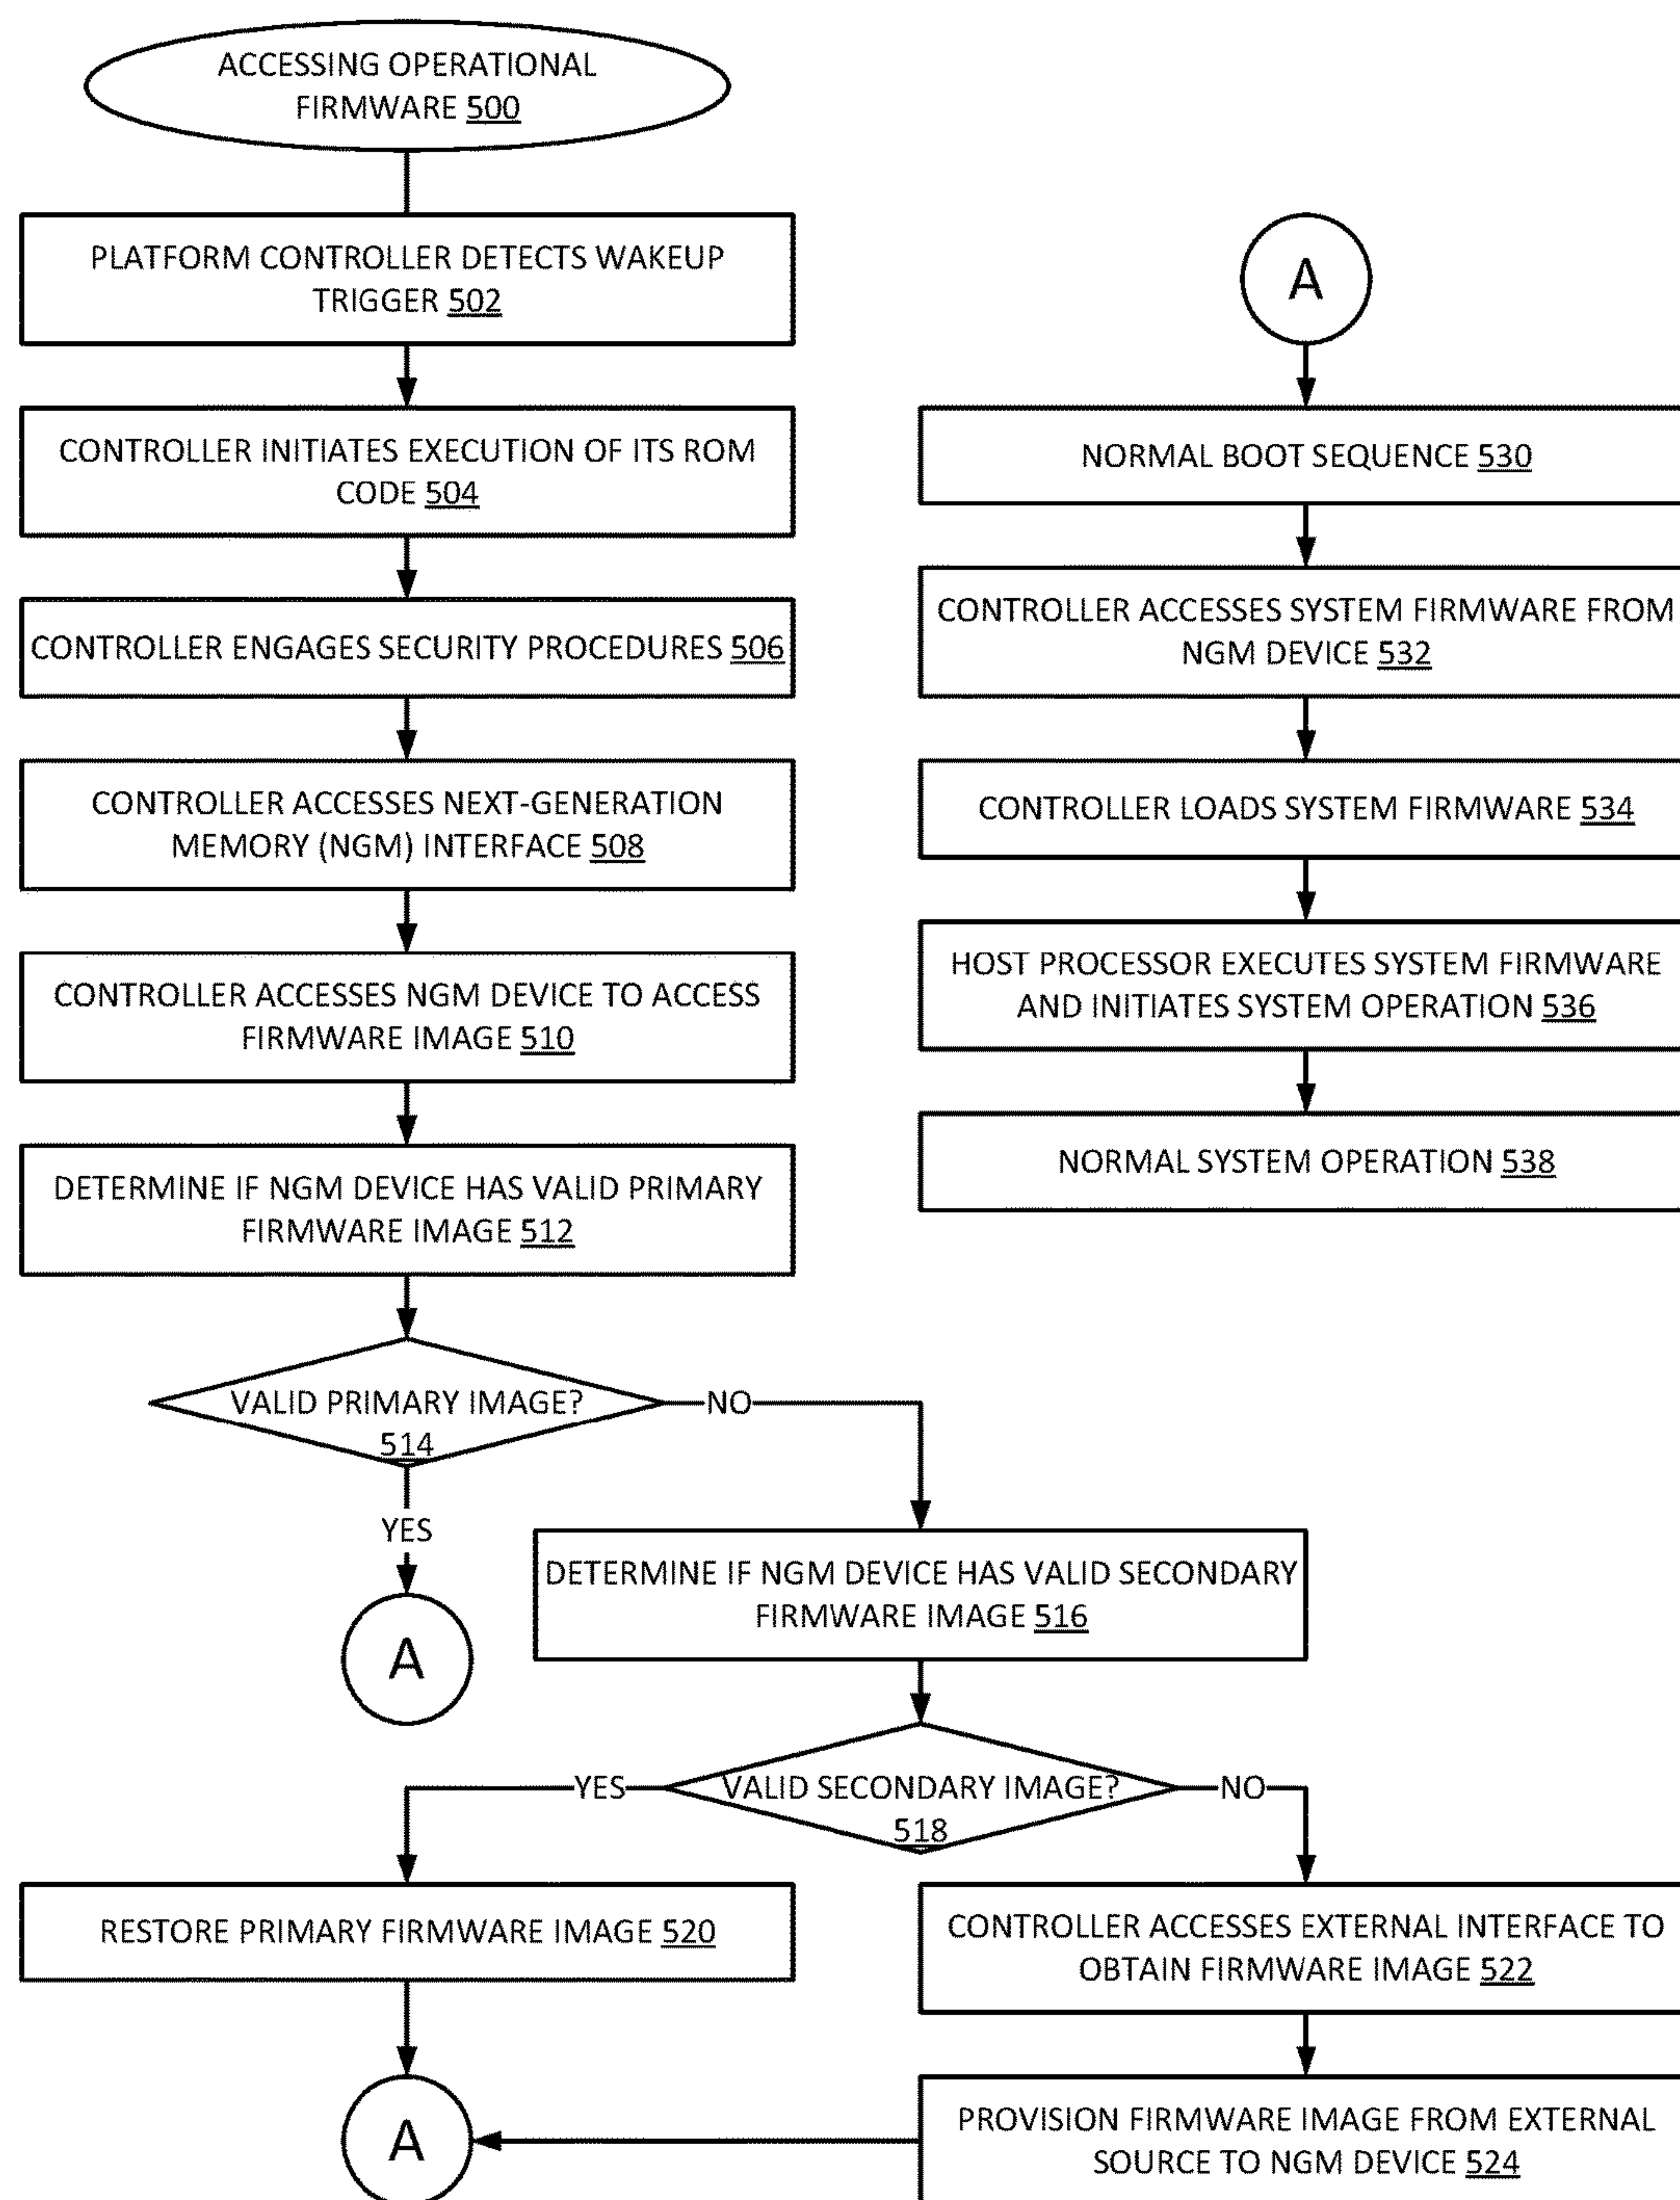 ACCESSING OPERATIONAL
FIRMWARE 500
PLATFORM CONTROLLER DETECTS WAKEUP
TRIGGER 502
CONTROLLER INITIATES EXECUTION OF ITS ROM
CODE 504
CONTROLLER ENGAGES SECURITY PROCEDURES 506
CONTROLLER ACCESSES NEXT-GENERATION
MEMORY (NGM) INTERFACE 508
CONTROLLER ACCESSES NGM DEVICE TO ACCESS
FIRMWARE IMAGE 510
DETERMINE IF NGM DEVICE HAS VALID PRIMARY
FIRMWARE IMAGE 512
VALID PRIMARY IMAGE?
514
NO
YES
A
DETERMINE IF NGM DEVICE HAS VALID SECONDARY
FIRMWARE IMAGE 516
VALID SECONDARY IMAGE?
518
YES
NO
RESTORE PRIMARY FIRMWARE IMAGE 520
CONTROLLER ACCESSES EXTERNAL INTERFACE TO
OBTAIN FIRMWARE IMAGE 522
PROVISION FIRMWARE IMAGE FROM EXTERNAL
SOURCE TO NGM DEVICE 524
A
A
NORMAL BOOT SEQUENCE 530
CONTROLLER ACCESSES SYSTEM FIRMWARE FROM
NGM DEVICE 532
CONTROLLER LOADS SYSTEM FIRMWARE 534
HOST PROCESSOR EXECUTES SYSTEM FIRMWARE
AND INITIATES SYSTEM OPERATION 536
NORMAL SYSTEM OPERATION 538